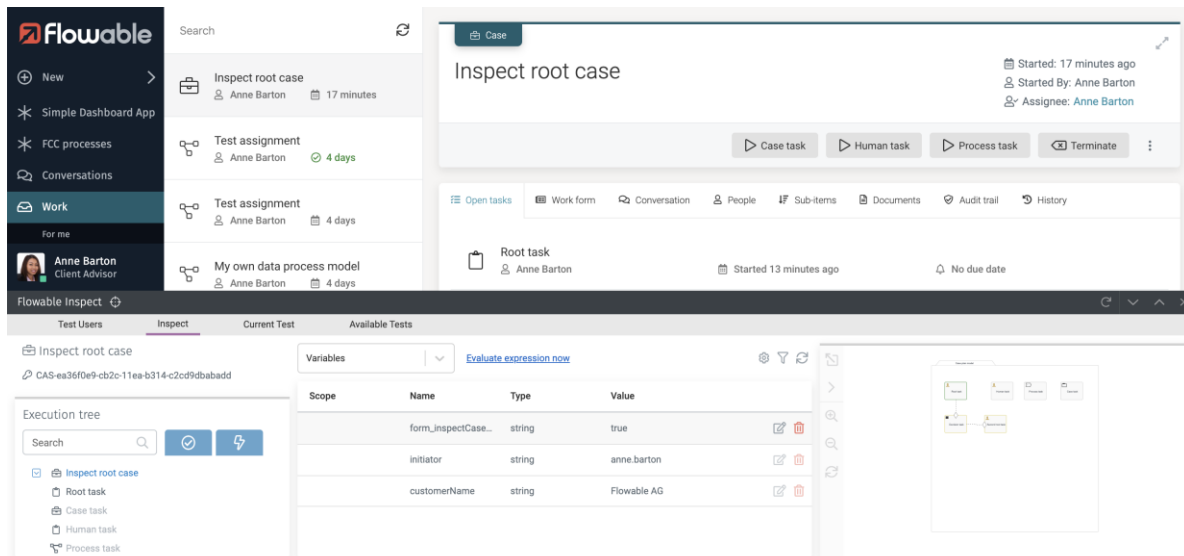 Flowable
New
Simple Dashboard App
FCC processes
Conversations
Work
For me
Anne Barton
Client Advisor
Search
Inspect root case
Anne Barton 17 minutes
Test assignment
Anne Barton 4 days
Test assignment
Anne Barton 4 days
My own data process model
Anne Barton 4 days
Case
Inspect root case
Started: 17 minutes ago
Started By: Anne Barton
Assignee: Anne Barton
Case task Human task Process task Terminate
Open tasks Work form Conversation People Sub-items Documents Audit trail History
Root task
Anne Barton Started 13 minutes ago No due date
Flowable Inspect
Test Users Inspect Current Test Available Tests
Inspect root case
CAS-ea36f0e9-cb2c-11ea-b314-c2cd9dbabadd
Execution tree
Search
Inspect root case
Root task
Case task
Human task
Process task
Variables Evaluate expression now
Scope Name Type Value
form_inspectCase... string true
initiator string anne.barton
customerName string Flowable AG